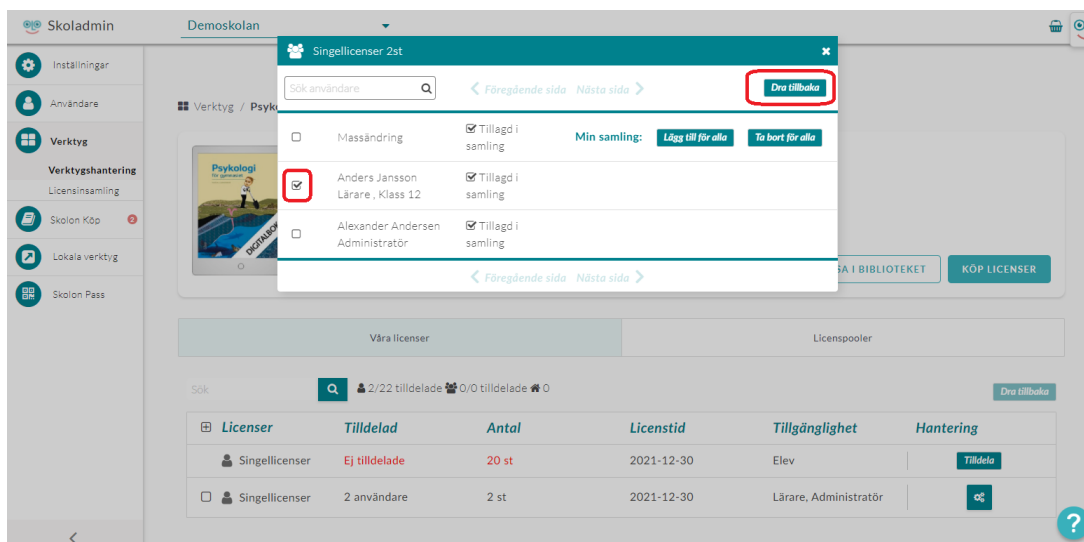 Skoladmin
Demoskolan
Inställningar
Användare
Verktyg
Verktygshantering
Licensinsamling
Skolon Köp 2
Lokala verktyg
Skolon Pass
Verktyg / Psyk
Psykologi
för gymnasiet
DIGITALBOK
Singellicenser 2st
Sök användare
Föregående sida Nästa sida
Dra tillbaka
Massändring
Tillagd i
samling
Min samling:
Lägg till för alla
Ta bort för alla
Anders Jansson
Lärare , Klass 12
Tillagd i
samling
Alexander Andersen
Administratör
Tillagd i
samling
Föregående sida Nästa sida
SA I BIBLIOTEKET
KÖP LICENSER
Våra licenser
Licenspooler
Sök
2/22 tilldelade 0/0 tilldelade 0
Dra tillbaka
Licenser Tilldelad Antal Licenstid Tillgänglighet Hantering
Singellicenser Ej tilldelade 20 st 2021-12-30 Elev Tilldela
Singellicenser 2 användare 2 st 2021-12-30 Lärare, Administratör
?